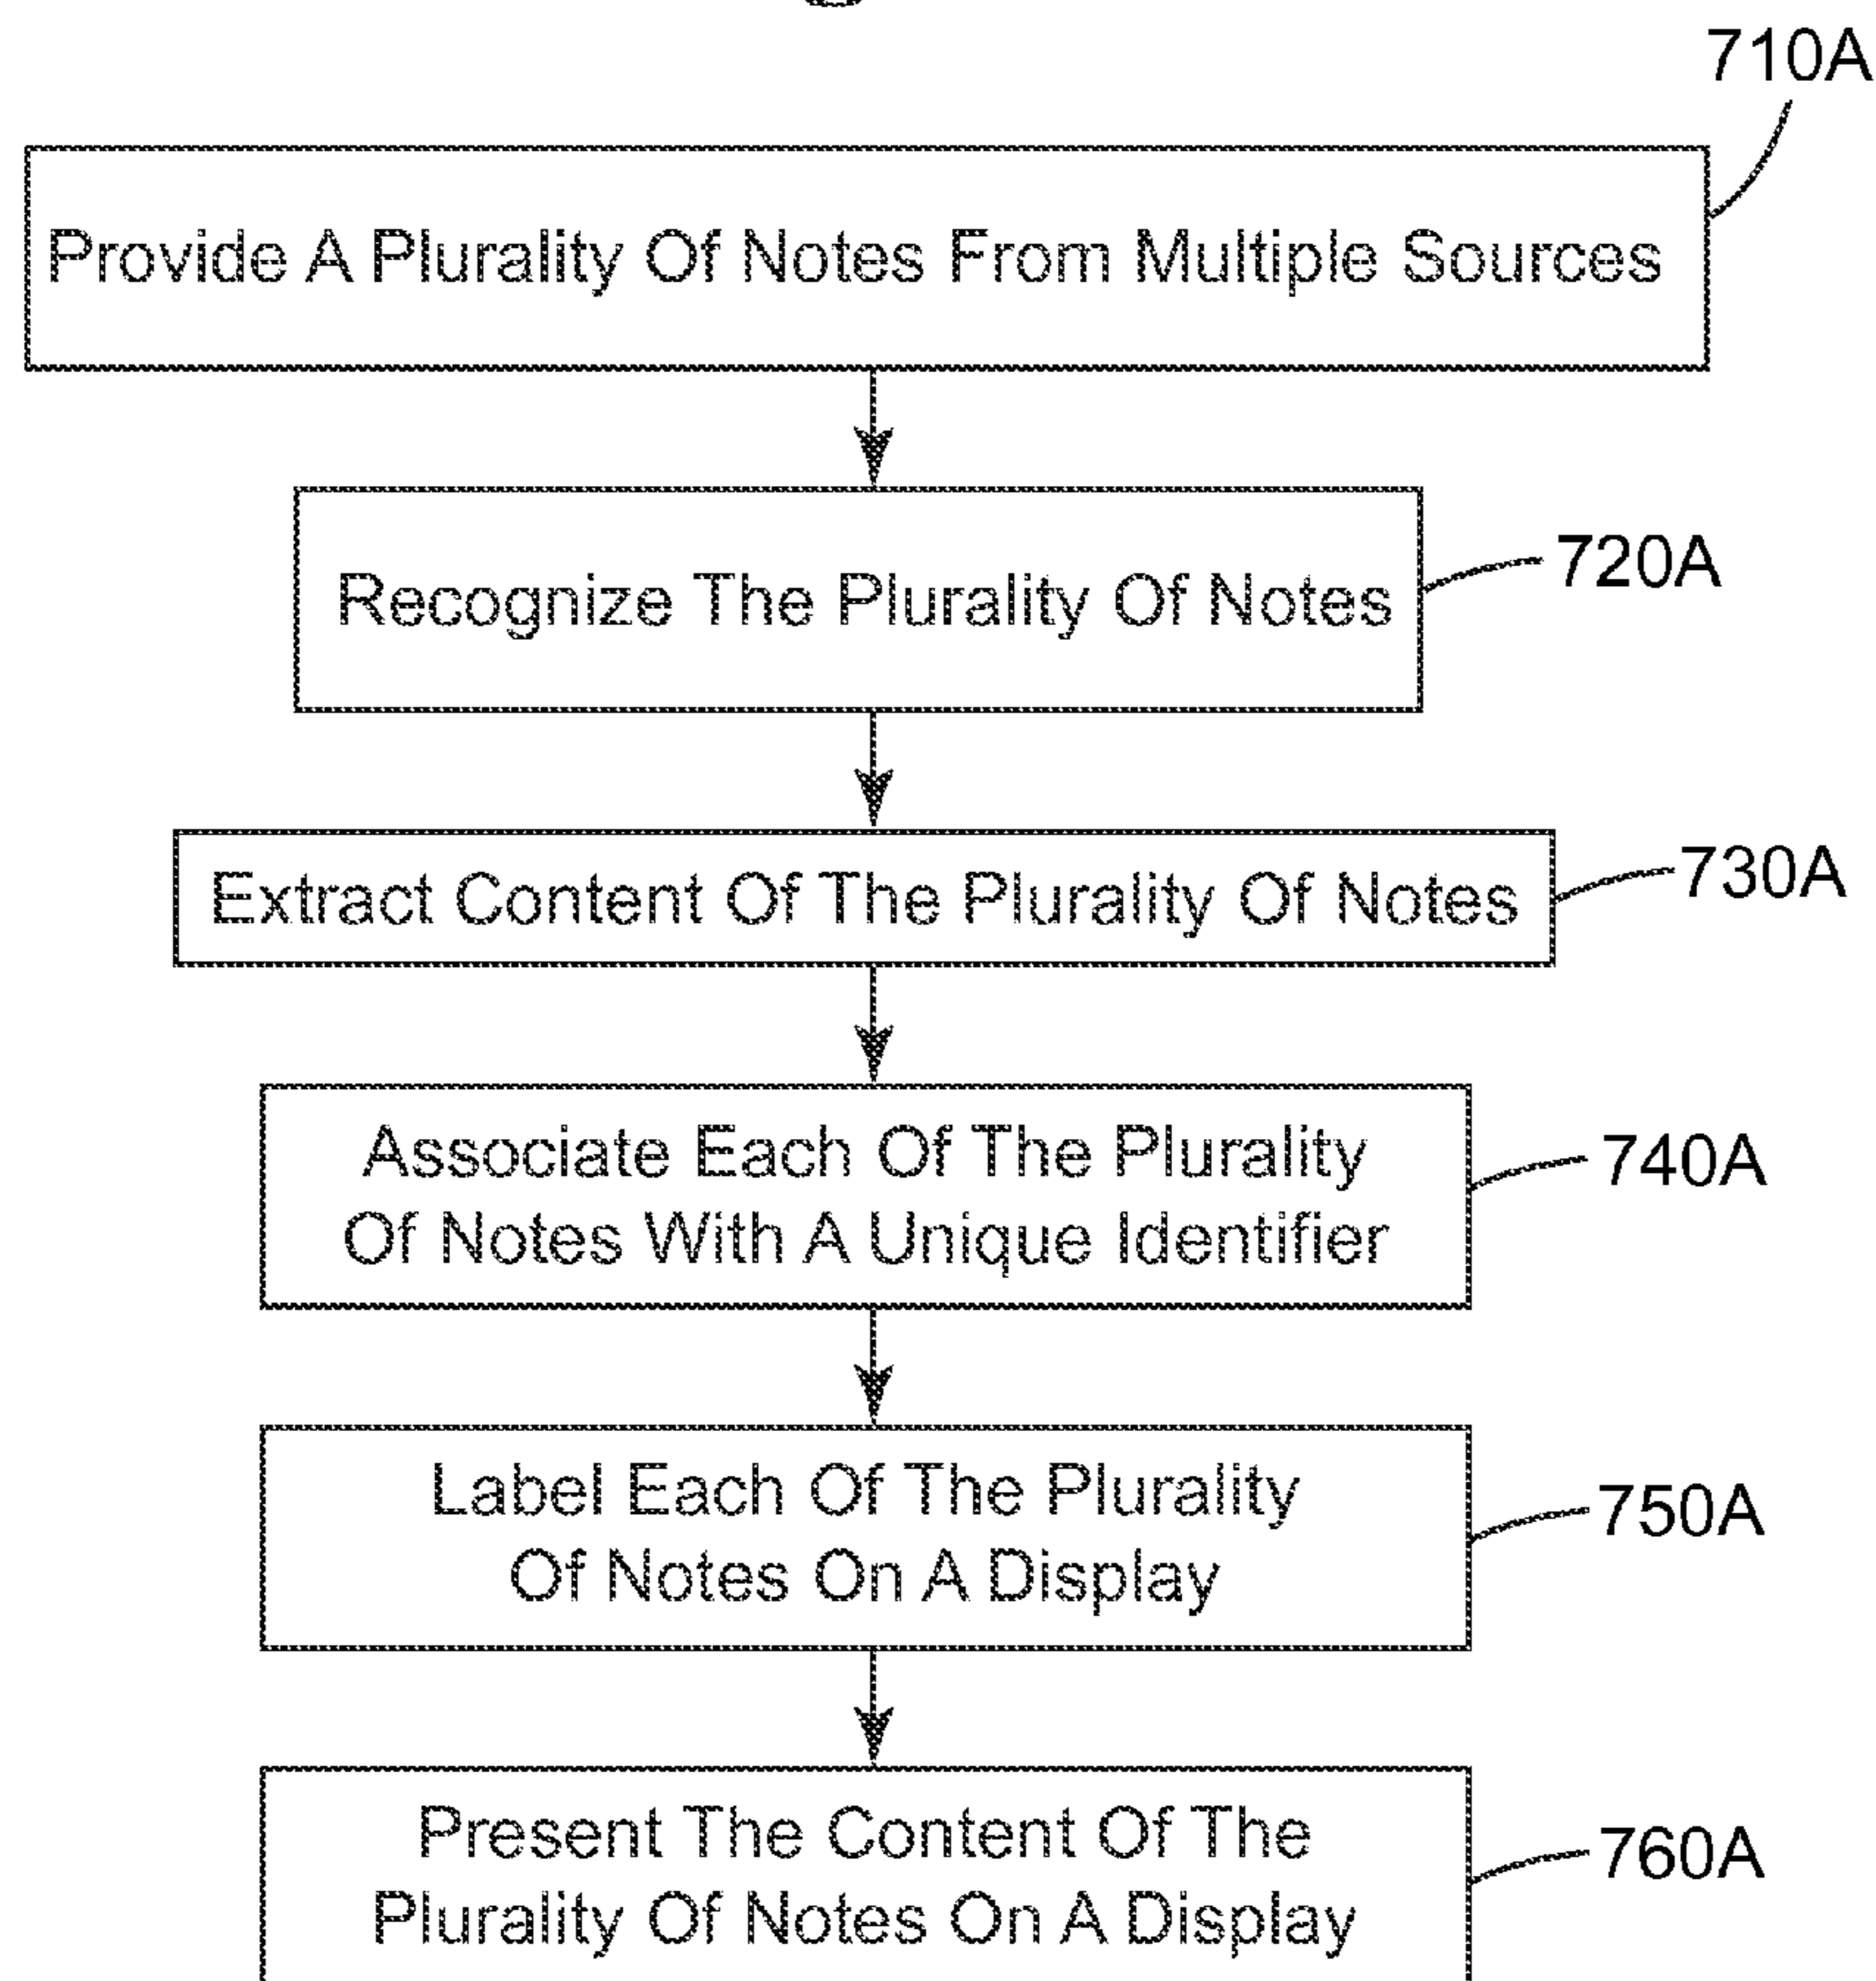 710A
Provide A Plurality Of Notes From Multiple Sources
Recognize The Plurality Of Notes
720A
Extract Content Of The Plurality Of Notes
730A
Associate Each Of The Plurality
Of Notes With A Unique Identifier
740A
Label Each Of The Plurality
Of Notes On A Display
750A
Present The Content Of The
Plurality Of Notes On A Display
760A